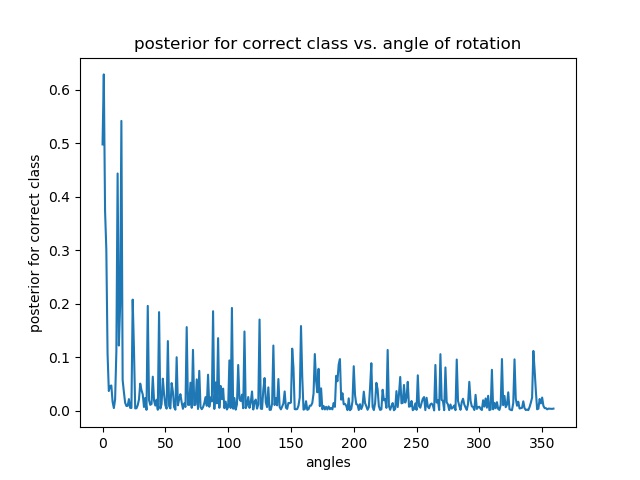 posterior for correct class vs. angle of rotation
posterior for correct class
0.6
0.5
0.4
0.3
0.2
0.1
0.0
0 50 100 150 200 250 300 350
angles